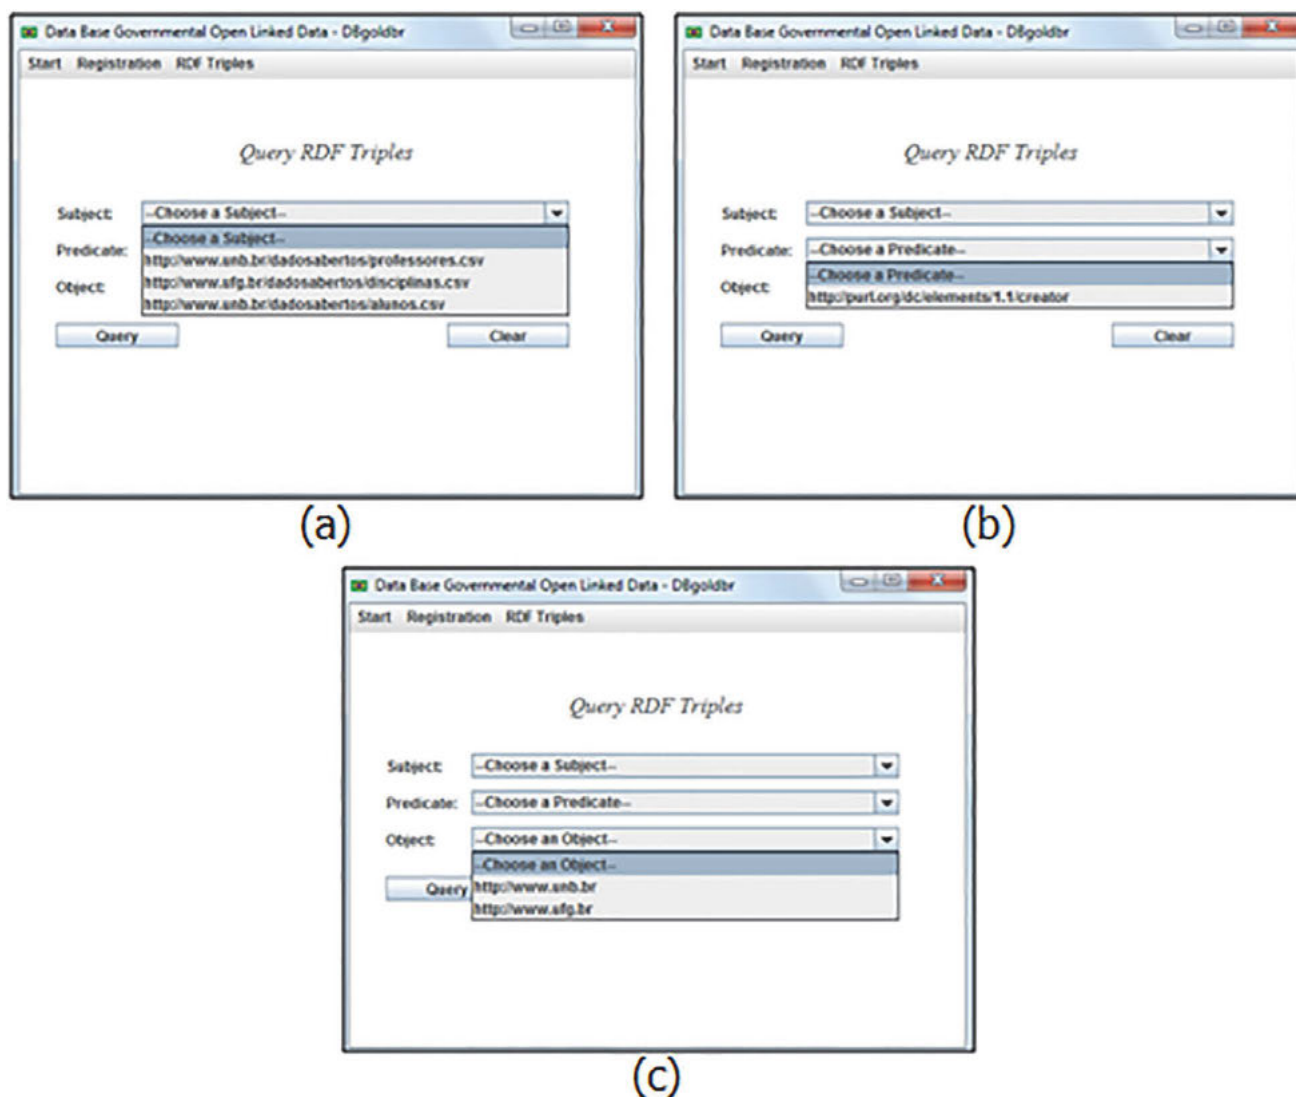 Data Base Governmental Open Linked Data - DBgoldbr
Start Registration RDF Triples
Query RDF Triples
Subject: --Choose a Subject--
--Choose a Subject--
Predicate:
http://www.unb.br/dadosabertos/professores.csv
http://www.ufg.br/dadosabertos/disciplinas.csv
Object:
http://www.unb.br/dadosabertos/alunos.csv
Query Clear
(a)
Data Base Governmental Open Linked Data - DBgoldbr
Start Registration RDF Triples
Query RDF Triples
Subject: --Choose a Subject--
Predicate: --Choose a Predicate--
--Choose a Predicate--
Object:
http://purl.org/dc/elements/1.1/creator
Query Clear
(b)
Data Base Governmental Open Linked Data - DBgoldbr
Start Registration RDF Triples
Query RDF Triples
Subject: --Choose a Subject--
Predicate: --Choose a Predicate--
Object: --Choose an Object--
--Choose an Object--
Query http://www.unb.br
http://www.ufg.br
(c)